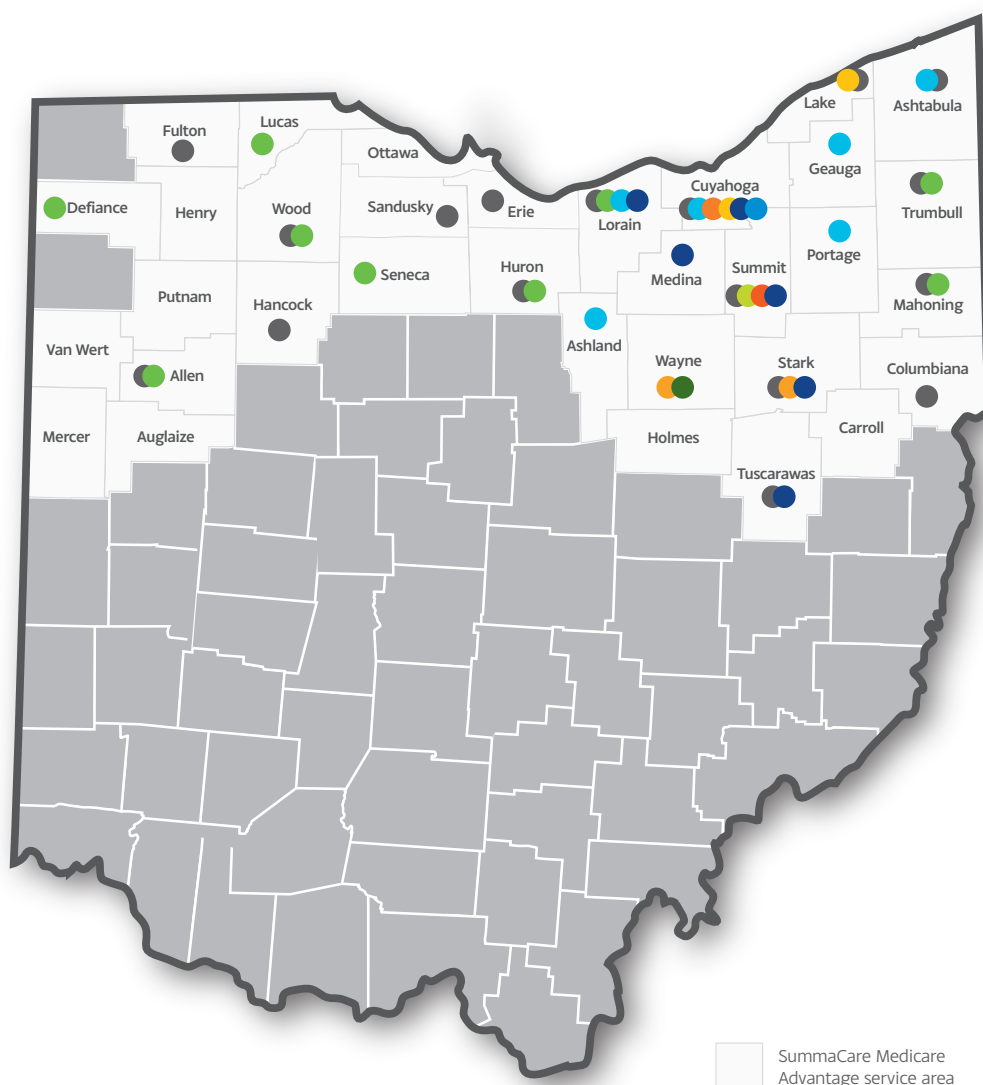 Lake
Ashtabula
Fulton
Lucas
Ottawa
Geauga
Defiance
Henry
Wood
Sandusky
Erie
Lorain
Cuyahoga
Trumbull
Seneca
Huron
Medina
Summit
Portage
Putnam
Hancock
Mahoning
Van Wert
Allen
Ashland
Wayne
Stark
Columbiana
Mercer
Auglaize
Holmes
Carroll
Tuscarawas
SummaCare Medicare
Advantage service area